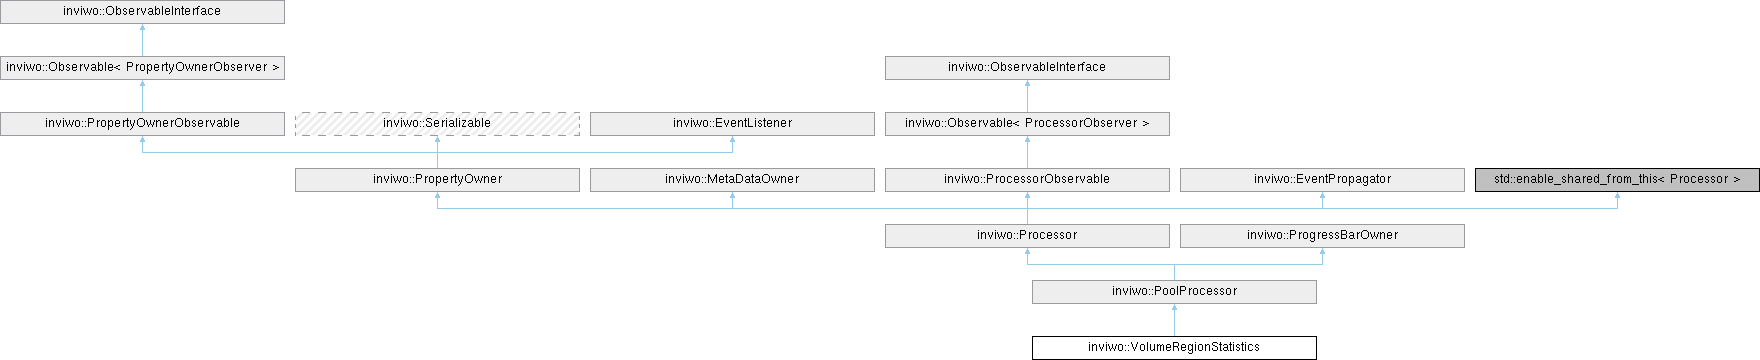 inviwo::ObservableInterface
inviwo::Observable< PropertyOwnerObserver >
inviwo::ObservableInterface
inviwo::PropertyOwnerObservable
inviwo::Serializable
inviwo::EventListener
inviwo::Observable< ProcessorObserver >
inviwo::PropertyOwner
inviwo::MetaDataOwner
inviwo::ProcessorObservable
inviwo::EventPropagator
std::enable_shared_from_this< Processor >
inviwo::Processor
inviwo::ProgressBarOwner
inviwo::PoolProcessor
inviwo::VolumeRegionStatistics